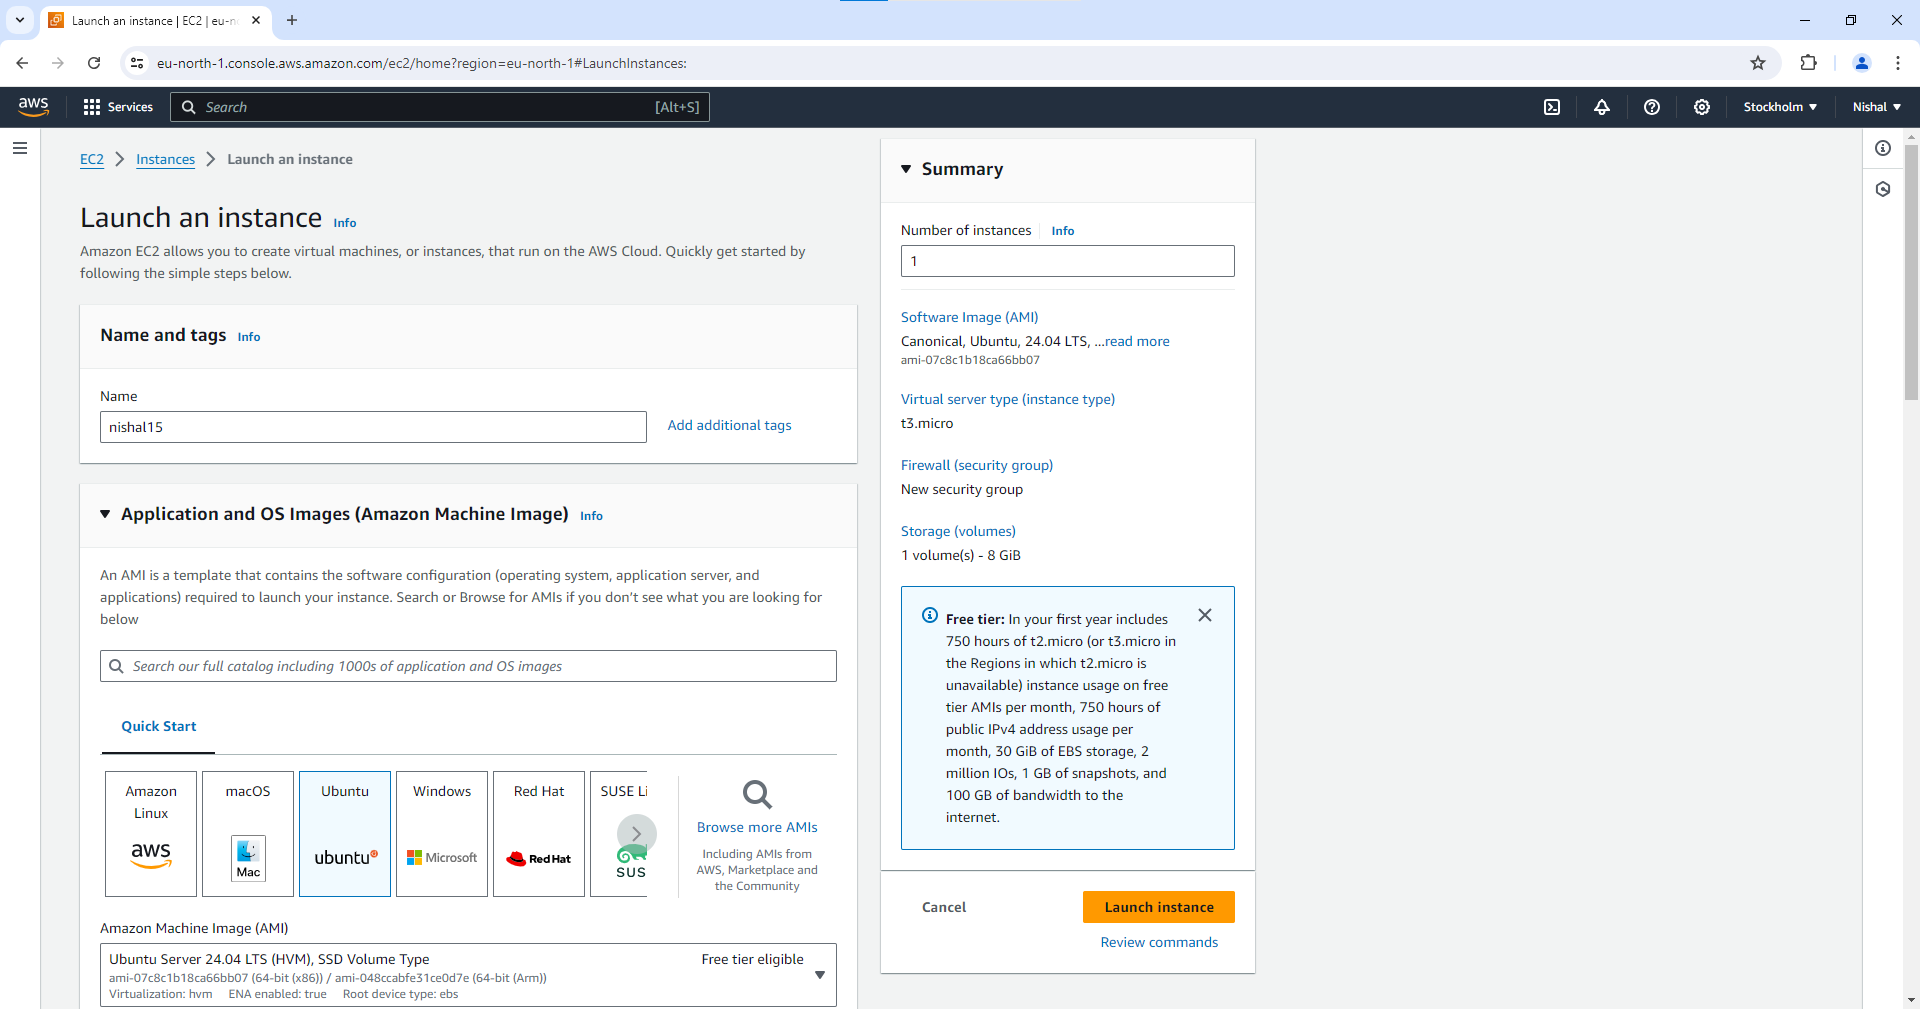 Launch an instance | EC2 | eu-n
eu-north-1.console.aws.amazon.com/ec2/home?region=eu-north-1#LaunchInstances:
aws
Services
Search
[Alt+S]
Stockholm
Nishal
EC2
Instances
Launch an instance
Launch an instance
Info
Amazon EC2 allows you to create virtual machines, or instances, that run on the AWS Cloud. Quickly get started by
following the simple steps below.
Name and tags
Info
Name
nishal15
Add additional tags
Application and OS Images (Amazon Machine Image)
Info
An AMI is a template that contains the software configuration (operating system, application server, and
applications) required to launch your instance. Search or Browse for AMIs if you don't see what you are looking for
below
Search our full catalog including 1000s of application and OS images
Quick Start
Amazon
Linux
aws
macOS
Mac
Ubuntu
ubuntu
Windows
Microsoft
Red Hat
Red Hat
SUSE Li
SUS
Browse more AMIs
Including AMIs from
AWS, Marketplace and
the Community
Amazon Machine Image (AMI)
Ubuntu Server 24.04 LTS (HVM), SSD Volume Type
Free tier eligible
ami-07c8c1b18ca66bb07 (64-bit (x86)) / ami-048ccabfe31ce0d7e (64-bit (Arm))
Virtualization: hvm
ENA enabled: true
Root device type: ebs
Summary
Number of instances
Info
1
Software Image (AMI)
Canonical, Ubuntu, 24.04 LTS, ...read more
ami-07c8c1b18ca66bb07
Virtual server type (instance type)
t3.micro
Firewall (security group)
New security group
Storage (volumes)
1 volume(s) - 8 GiB
Free tier: In your first year includes
750 hours of t2.micro (or t3.micro in
the Regions in which t2.micro is
unavailable) instance usage on free
tier AMIs per month, 750 hours of
public IPv4 address usage per
month, 30 GiB of EBS storage, 2
million IOs, 1 GB of snapshots, and
100 GB of bandwidth to the
internet.
Cancel
Launch instance
Review commands